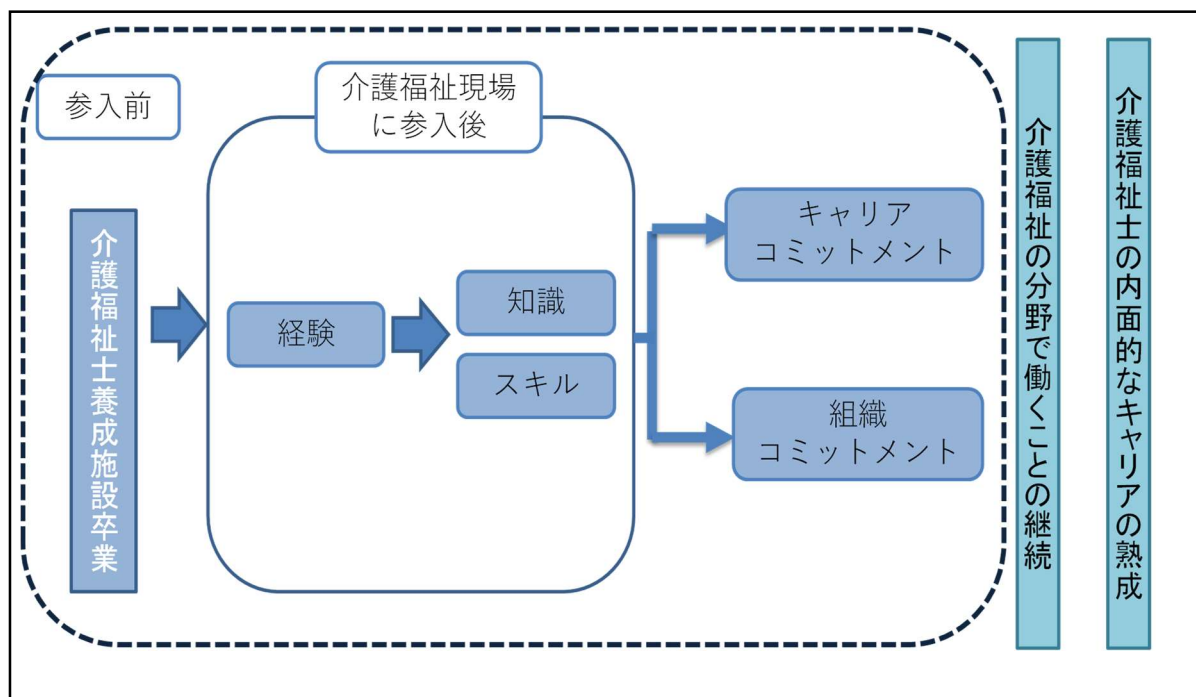 参入前
介護福祉士養成施設卒業
介護福祉現場
に参入後
経験
知識
スキル
キャリア
コミットメント
組織
コミットメント
介護福祉の分野で働くことの継続
介護福祉士の内面的なキャリアの熟成